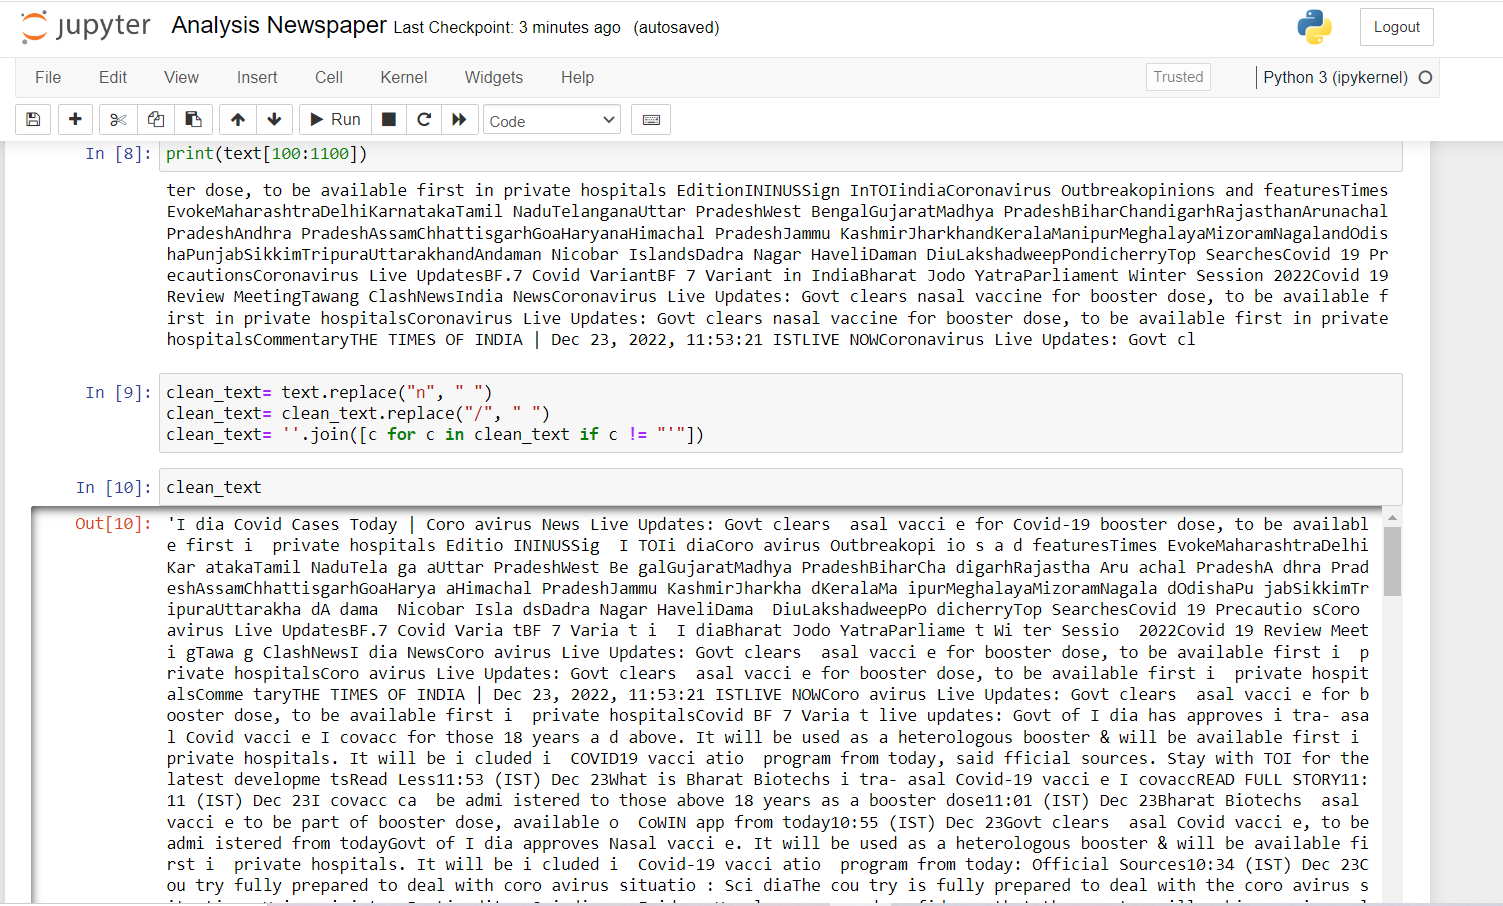 jupyter Analysis Newspaper Last Checkpoint: 3 minutes ago (autosaved) Logout
File Edit View Insert Cell Kernel Widgets Help Trusted Python 3 (ipykernel)
Run Code
In [8]: print(text[100:1100])
ter dose, to be available first in private hospitals EditionININUSSign InTOIindiaCoronavirus Outbreakopinions and featuresTimes
EvokeMaharashtraDelhiKarnatakaTamil NaduTelanganaUttar PradeshWest BengalGujaratMadhya PradeshBiharChandigarhRajasthanArunachal
PradeshAndhra PradeshAssamChhattisgarhGoaHaryanaHimachal PradeshJammu KashmirJharkhandKeralaManipurMeghalayaMizoramNagalandOdis
haPunjabSikkimTripuraUttarakhandAndaman Nicobar IslandsDadra Nagar HaveliDaman DiuLakshadweepPondicherryTop SearchesCovid 19 Pr
ecautionsCoronavirus Live UpdatesBF.7 Covid VariantBF 7 Variant in IndiaBharat Jodo YatraParliament Winter Session 2022Covid 19
Review MeetingTawang ClashNewsIndia NewsCoronavirus Live Updates: Govt clears nasal vaccine for booster dose, to be available f
irst in private hospitalsCoronavirus Live Updates: Govt clears nasal vaccine for booster dose, to be available first in private
hospitalsCommentaryTHE TIMES OF INDIA | Dec 23, 2022, 11:53:21 ISTLIVE NOWCoronavirus Live Updates: Govt cl
In [9]: clean_text= text.replace("n", " ")
clean_text= clean_text.replace("/", " ")
clean_text= ''.join([c for c in clean_text if c != "'"])
In [10]: clean_text
Out[10]: 'I dia Covid Cases Today | Coro avirus News Live Updates: Govt clears  asal vacci e for Covid-19 booster dose, to be availabl
e first i  private hospitals Editio ININUSSig  I TOIi diaCoro avirus Outbreakopi io s a d featuresTimes EvokeMaharashtraDelhi
Kar atakaTamil NaduTela ga aUttar PradeshWest Be galGujaratMadhya PradeshBiharCha digarhRajastha Aru achal PradeshA dhra Prad
eshAssamChhattisgarhGoaHarya aHimachal PradeshJammu KashmirJharkha dKeralaMa ipurMeghalayaMizoramNagala dOdishaPu jabSikkimTr
ipuraUttarakha dA dama  Nicobar Isla dsDadra Nagar HaveliDama  DiuLakshadweepPo dicherryTop SearchesCovid 19 Precautio sCoro
avirus Live UpdatesBF.7 Covid Varia tBF 7 Varia t i  I diaBharat Jodo YatraParliame t Wi ter Sessio  2022Covid 19 Review Meet
i gTawa g ClashNewsI dia NewsCoro avirus Live Updates: Govt clears  asal vacci e for booster dose, to be available first i  p
rivate hospitalsCoro avirus Live Updates: Govt clears  asal vacci e for booster dose, to be available first i  private hospit
alsComme taryTHE TIMES OF INDIA | Dec 23, 2022, 11:53:21 ISTLIVE NOWCoro avirus Live Updates: Govt clears  asal vacci e for b
ooster dose, to be available first i  private hospitalsCovid BF 7 Varia t live updates: Govt of I dia has approves i tra- asa
l Covid vacci e I covacc for those 18 years a d above. It will be used as a heterologous booster & will be available first i
private hospitals. It will be i cluded i  COVID19 vacci atio  program from today, said fficial sources. Stay with TOI for the
latest developme tsRead Less11:53 (IST) Dec 23What is Bharat Biotechs i tra- asal Covid-19 vacci e I covaccREAD FULL STORY11:
11 (IST) Dec 23I covacc ca  be admi istered to those above 18 years as a booster dose11:01 (IST) Dec 23Bharat Biotechs  asal
vacci e to be part of booster dose, available o  CoWIN app from today10:55 (IST) Dec 23Govt clears  asal Covid vacci e, to be
admi istered from todayGovt of I dia approves Nasal vacci e. It will be used as a heterologous booster & will be available fi
rst i  private hospitals. It will be i cluded i  Covid-19 vacci atio  program from today: Official Sources10:34 (IST) Dec 23C
ou try fully prepared to deal with coro avirus situatio : Sci diaThe cou try is fully prepared to deal with the coro avirus s